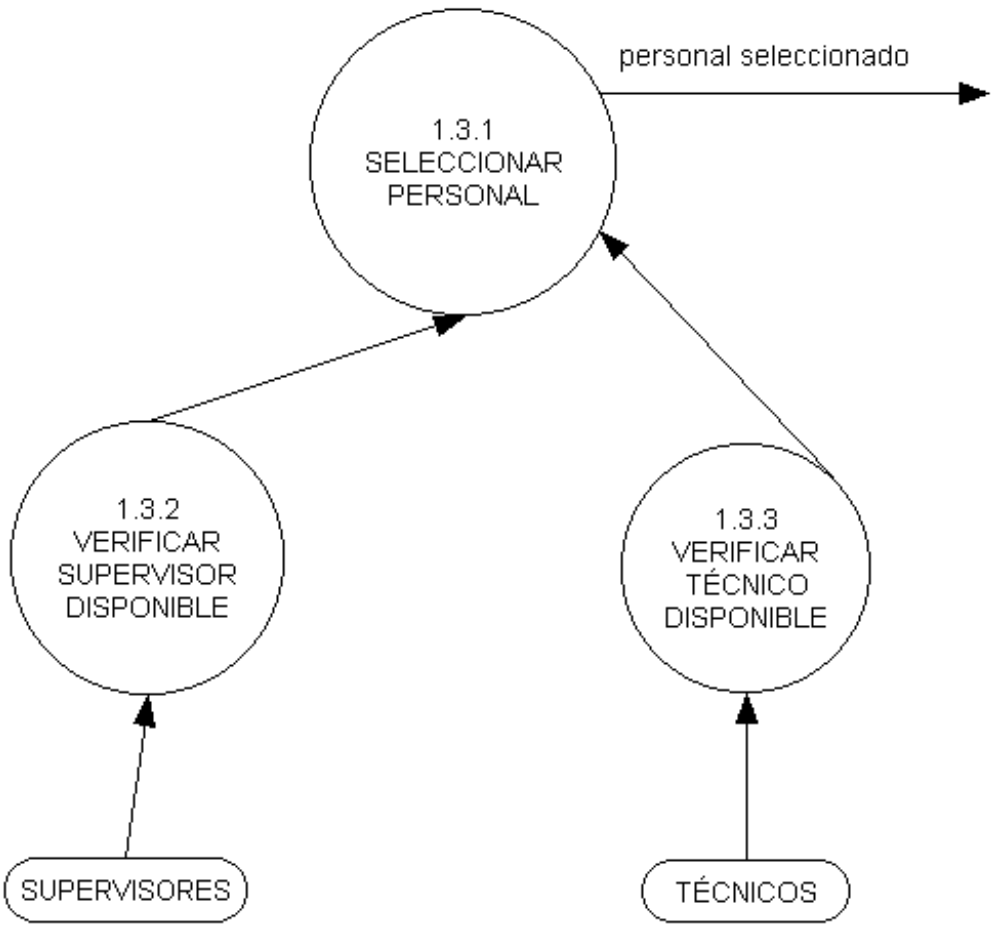 personal seleccionado
1.3.1
SELECCIONAR
PERSONAL
1.3.2
VERIFICAR
SUPERVISOR
DISPONIBLE
1.3.3
VERIFICAR
TÉCNICO
DISPONIBLE
SUPERVISORES
TÉCNICOS